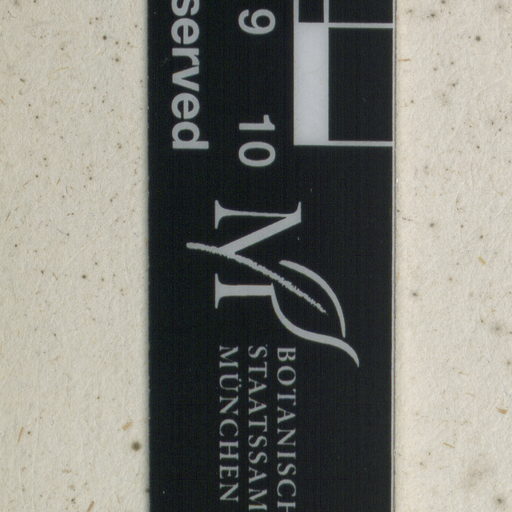 served
9 10
M
BOTANISCH
STAATSSAM
MÜNCHEN